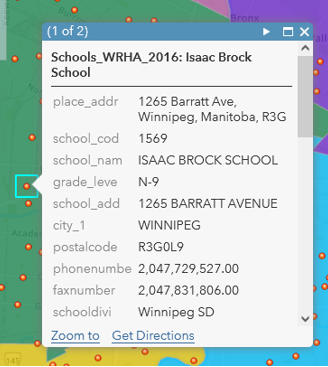 Bronx
(1 of 2)
Schools_WRHA_2016: Isaac Brock
School
place_addr 1265 Barratt Ave,
Winnipeg, Manitoba, R3G
school_cod 1569
school_nam ISAAC BROCK SCHOOL
grade_leve N-9
school_add 1265 BARRATT AVENUE
city_1 WINNIPEG
postalcode R3G0L9
phonenumbe 2,047,729,527.00
faxnumber 2,047,831,806.00
schooldivi Winnipeg SD
Zoom to Get Directions
145